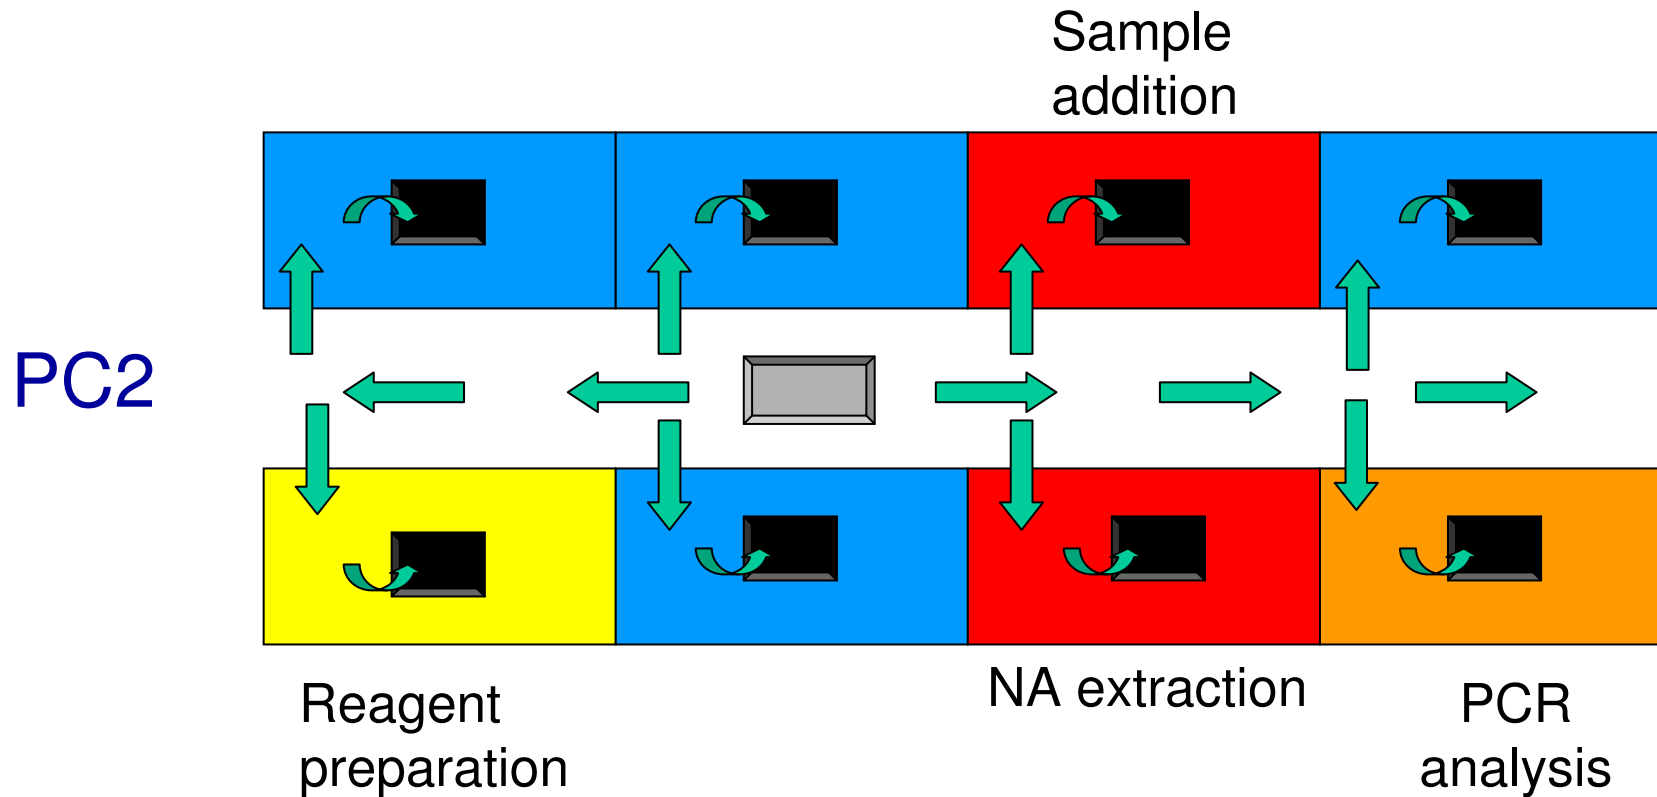 Sample
addition
PC2
Reagent
preparation
NA extraction
PCR
analysis